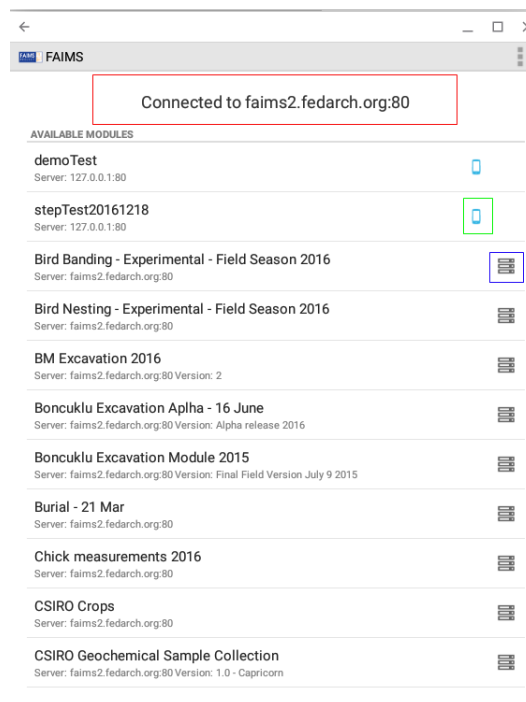 FAIMS FAIMS
Connected to faims2.fedarch.org:80
AVAILABLE MODULES
demoTest
Server: 127.0.0.1:80
stepTest20161218
Server: 127.0.0.1:80
Bird Banding - Experimental - Field Season 2016
Server: faims2.fedarch.org:80
Bird Nesting - Experimental - Field Season 2016
Server: faims2.fedarch.org:80
BM Excavation 2016
Server: faims2.fedarch.org:80 Version: 2
Boncuklu Excavation Aplha - 16 June
Server: faims2.fedarch.org:80 Version: Alpha release 2016
Boncuklu Excavation Module 2015
Server: faims2.fedarch.org:80 Version: Final Field Version July 9 2015
Burial - 21 Mar
Server: faims2.fedarch.org:80
Chick measurements 2016
Server: faims2.fedarch.org:80
CSIRO Crops
Server: faims2.fedarch.org:80
CSIRO Geochemical Sample Collection
Server: faims2.fedarch.org:80 Version: 1.0 - Capricorn